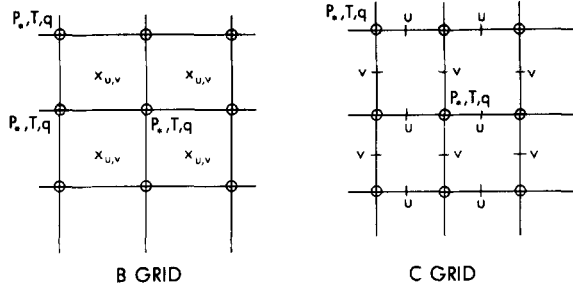 P*,T,q
X u,v X u,v
P*,T,q P*,T,q
X u,v X u,v
B GRID
P*,T,q U U
V V V
P*,T,q
U U
V V V
U U
C GRID